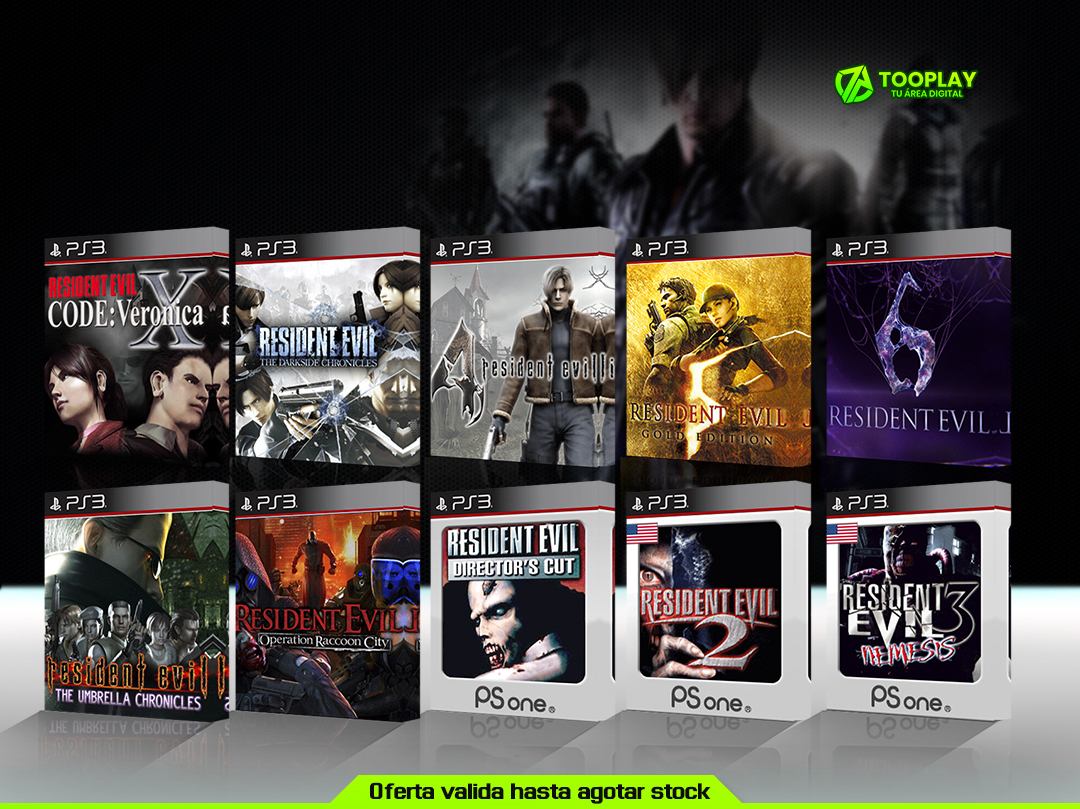 TOOPLAY
TU ÁREA DIGITAL
PS3
RESIDENT EVIL
CODE: Veronica X
PS3
RESIDENT EVIL
THE DARKSIDE CHRONICLES
PS3
4 resident evil
PS3
5
RESIDENT EVIL
GOLD EDITION
PS3
6
RESIDENT EVIL
PS3
resident evil
THE UMBRELLA CHRONICLES
PS3
RESIDENT EVIL
Operation Raccoon City
PS3
RESIDENT EVIL
DIRECTOR'S CUT
PS one®
PS3
RESIDENT EVIL
2
PS one®
PS3
RESIDENT
EVIL 3
NEMESIS
PS one®
Oferta valida hasta agotar stock